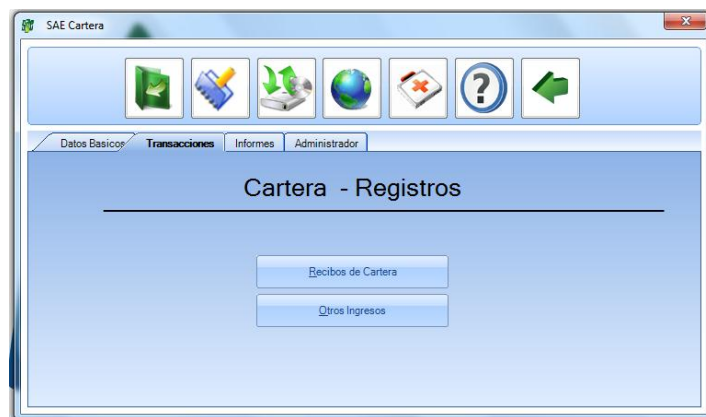 SAE Cartera
Datos Basicos Transacciones Informes Administrador
Cartera - Registros
Recibos de Cartera
Otros Ingresos